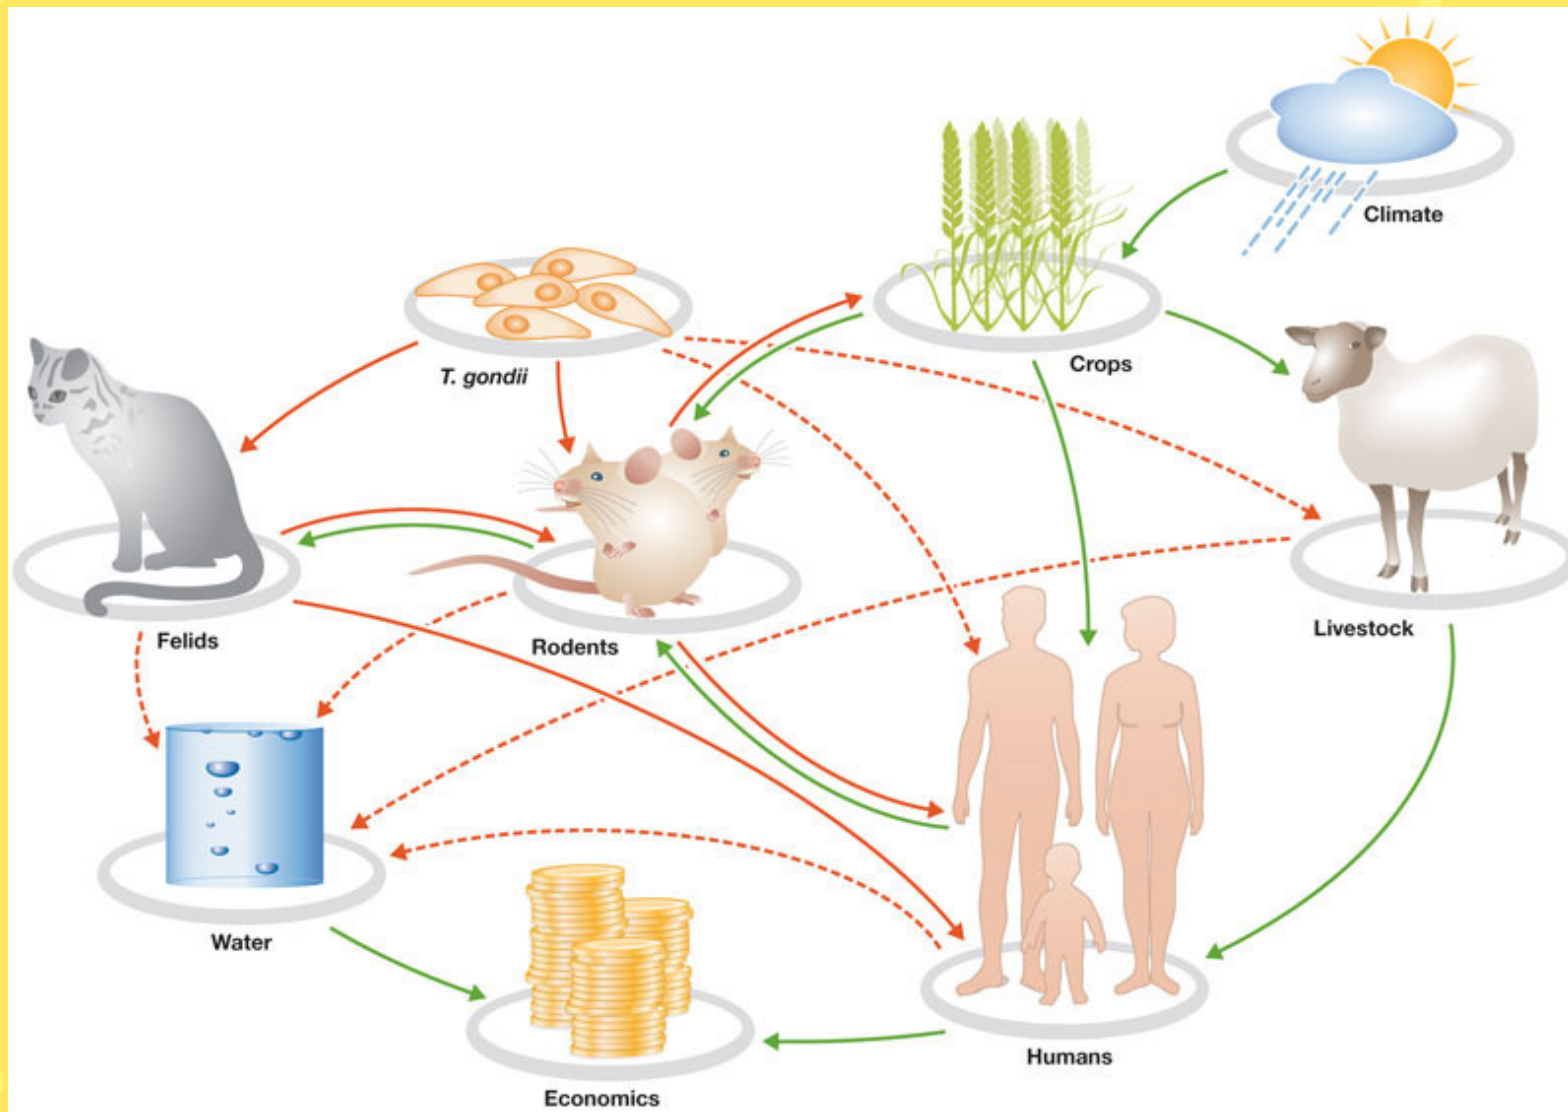 Climate
Crops
T. gondii
Felids
Rodents
Livestock
Water
Humans
Economics